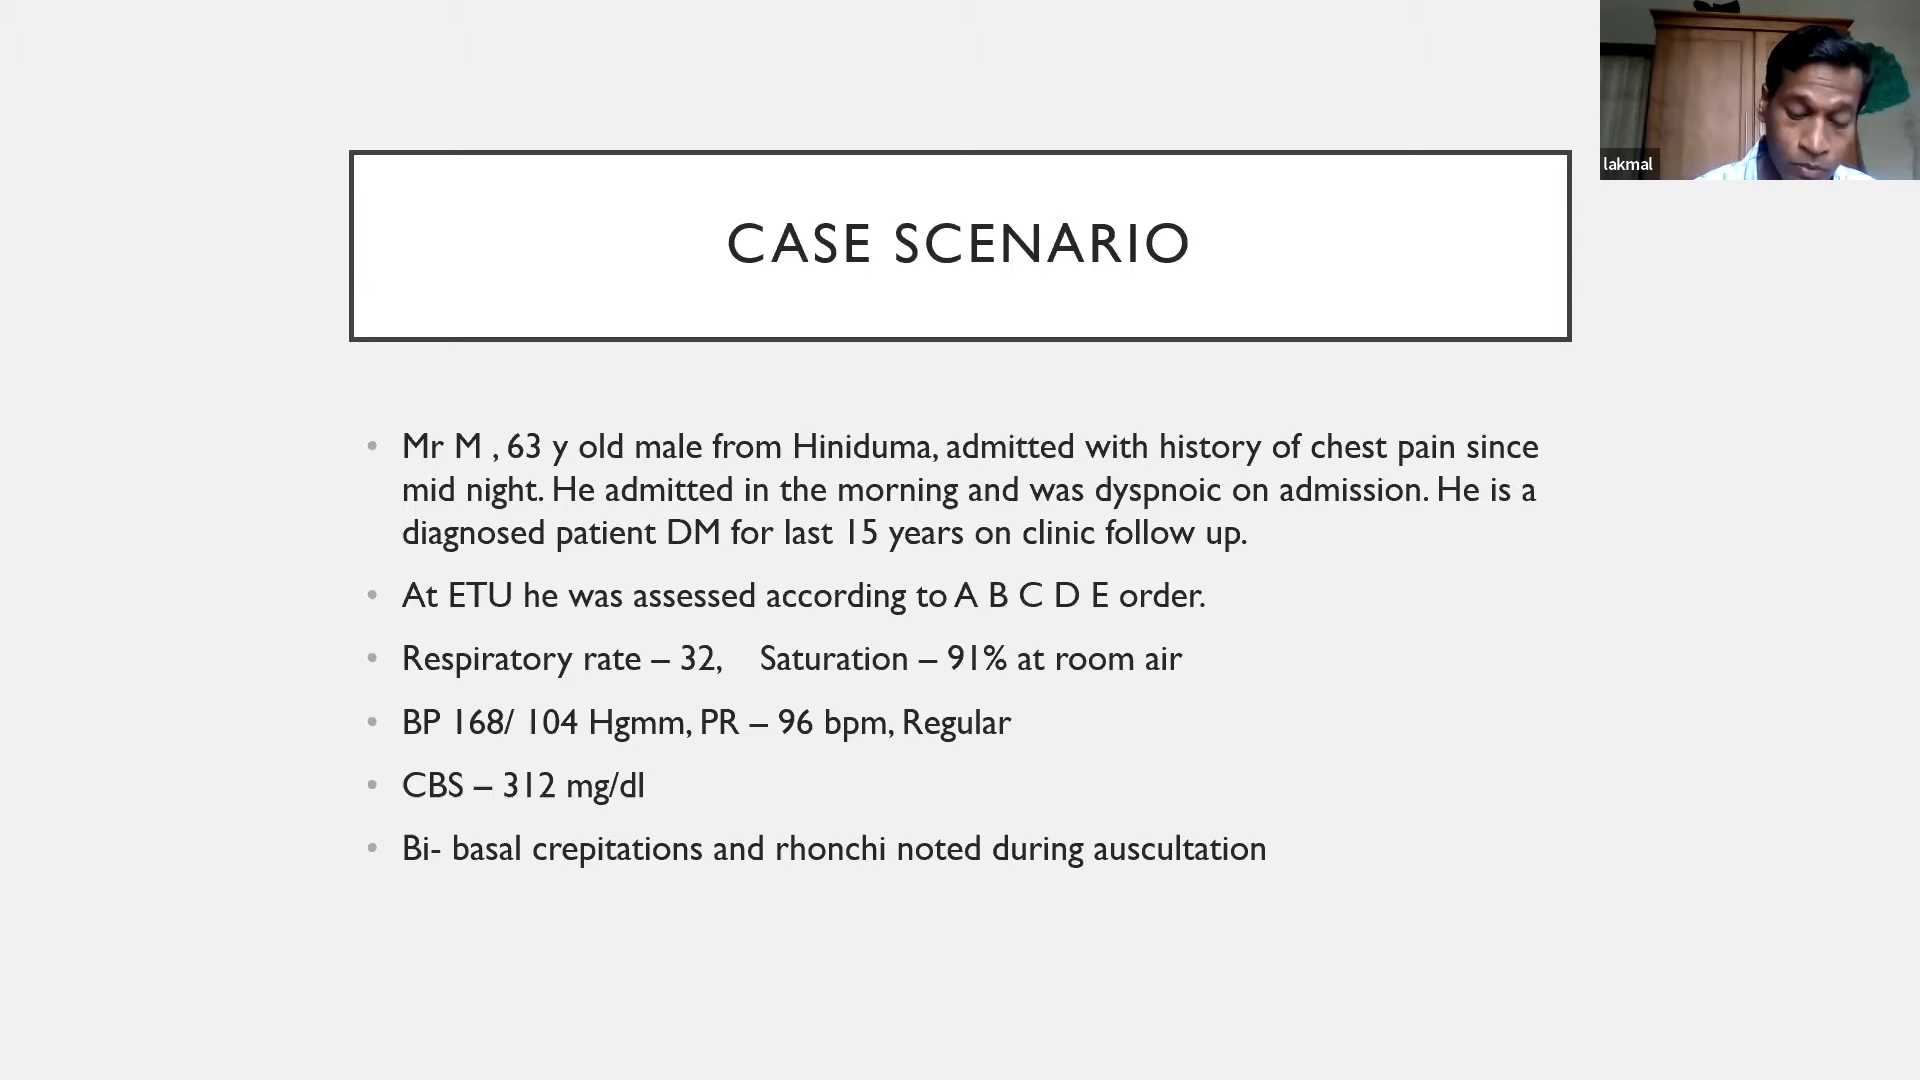 lakmal
CASE SCENARIO
• Mr M , 63 y old male from Hiniduma, admitted with history of chest pain since
mid night. He admitted in the morning and was dyspnoic on admission. He is a
diagnosed patient DM for last 15 years on clinic follow up.
• At ETU he was assessed according to A B C D E order.
• Respiratory rate – 32, Saturation – 91% at room air
• BP 168/ 104 Hgmm, PR – 96 bpm, Regular
• CBS – 312 mg/dl
• Bi- basal crepitations and rhonchi noted during auscultation